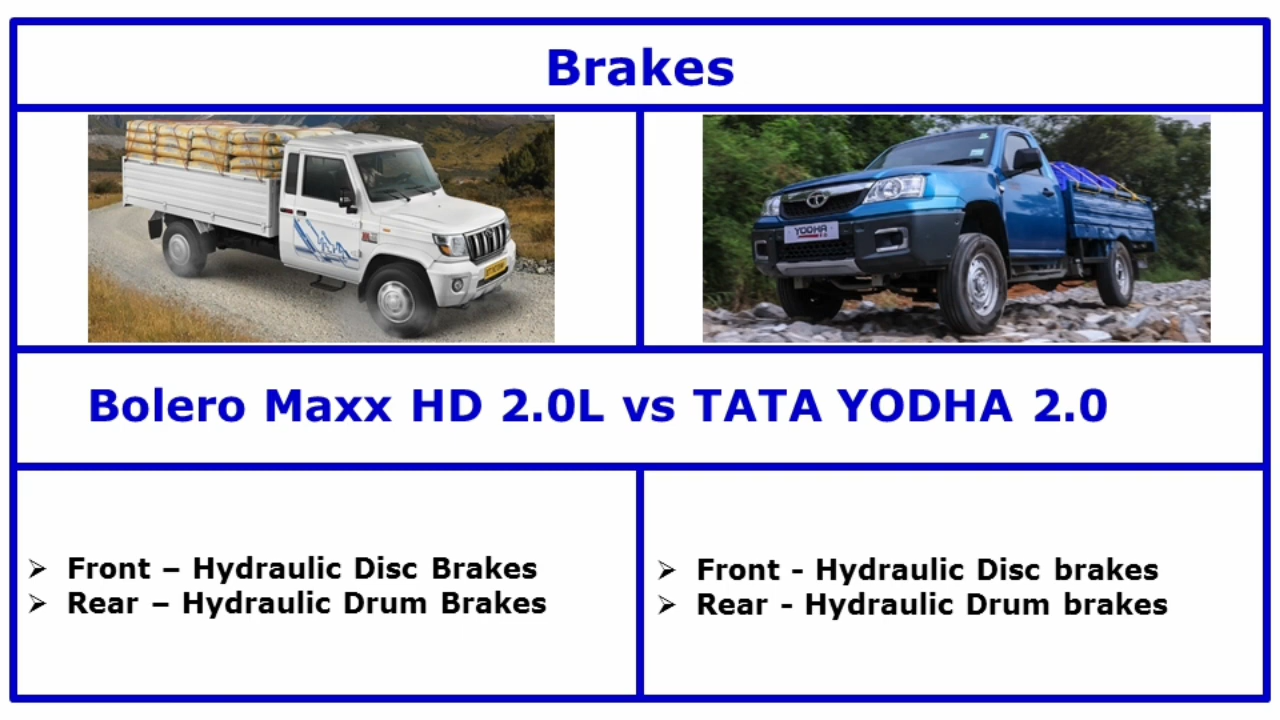 Brakes
YODHA
Bolero Maxx HD 2.0L vs TATA YODHA 2.0
➢ Front – Hydraulic Disc Brakes
➢ Rear – Hydraulic Drum Brakes
➢ Front - Hydraulic Disc brakes
➢ Rear - Hydraulic Drum brakes